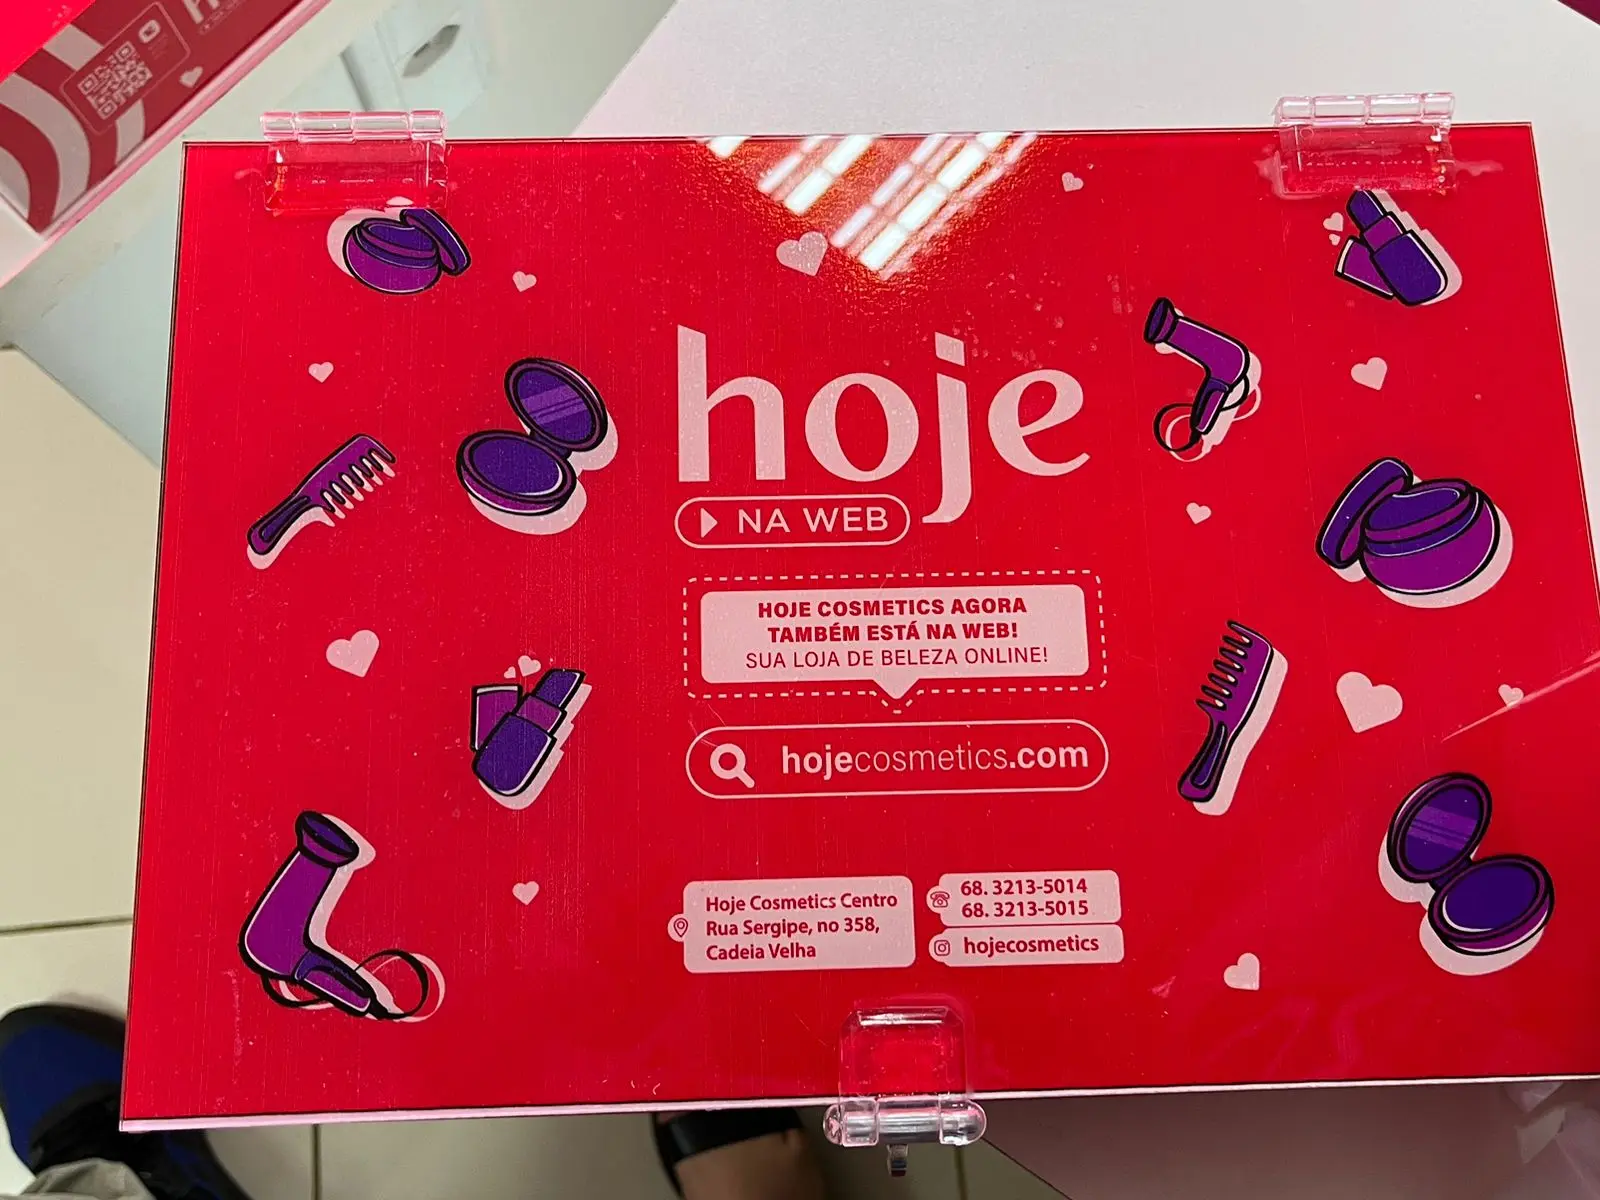 hoje
NA WEB
HOJE COSMETICS AGORA
TAMBÉM ESTÁ NA WEB!
SUA LOJA DE BELEZA ONLINE!
hojecosmetics.com
Hoje Cosmetics Centro
Rua Sergipe, no 358,
Cadeia Velha
68. 3213-5014
68. 3213-5015
hojecosmetics